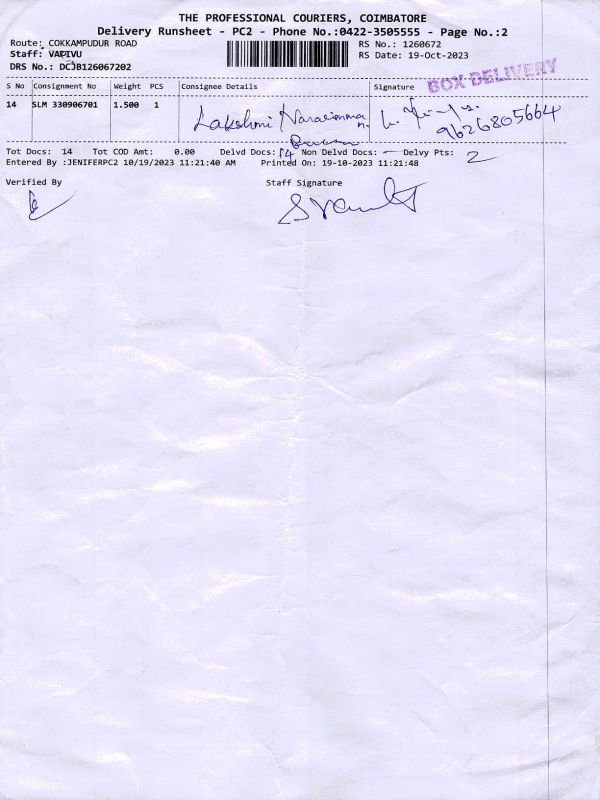 THE PROFESSIONAL COURIERS, COIMBATORE
Delivery Runsheet - PC2 - Phone No.:0422-3505555 - Page No.:2
Route: COKKAMPUDUR ROAD RS No.: 1260672
Staff: VAPIVU RS Date: 19-Oct-2023
DRS No.: DCJB126067202
BOX DELIVERY
S No Consignment No Weight PCS Consignee Details Signature
14 SLM 330906701 1.500 1
Lakshmi 9626805664
Tot Docs: 14 Tot COD Amt: 0.00 Delvd Docs: 14 Non Delvd Docs: — Delvy Pts: 2
Entered By :JENIFERPC2 10/19/2023 11:21:40 AM Printed On: 19-10-2023 11:21:48
Verified By Staff Signature